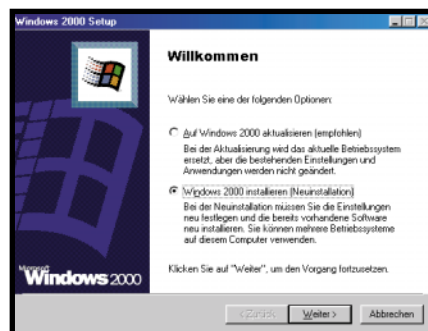 Windows 2000 Setup
Willkommen
Wählen Sie eine der folgenden Optionen:
Auf Windows 2000 aktualisieren (empfohlen)
Bei der Aktualisierung wird das aktuelle Betriebssystem
ersetzt, aber die bestehenden Einstellungen und
Anwendungen werden nicht geändert.
Windows 2000 installieren (Neuinstallation)
Bei der Neuinstallation müssen Sie die Einstellungen
neu festlegen und die bereits vorhandene Software
neu installieren. Sie können mehrere Betriebssysteme
auf diesem Computer verwenden.
Klicken Sie auf "Weiter", um den Vorgang fortzusetzen.
Microsoft
Windows 2000
< Zurück Weiter > Abbrechen